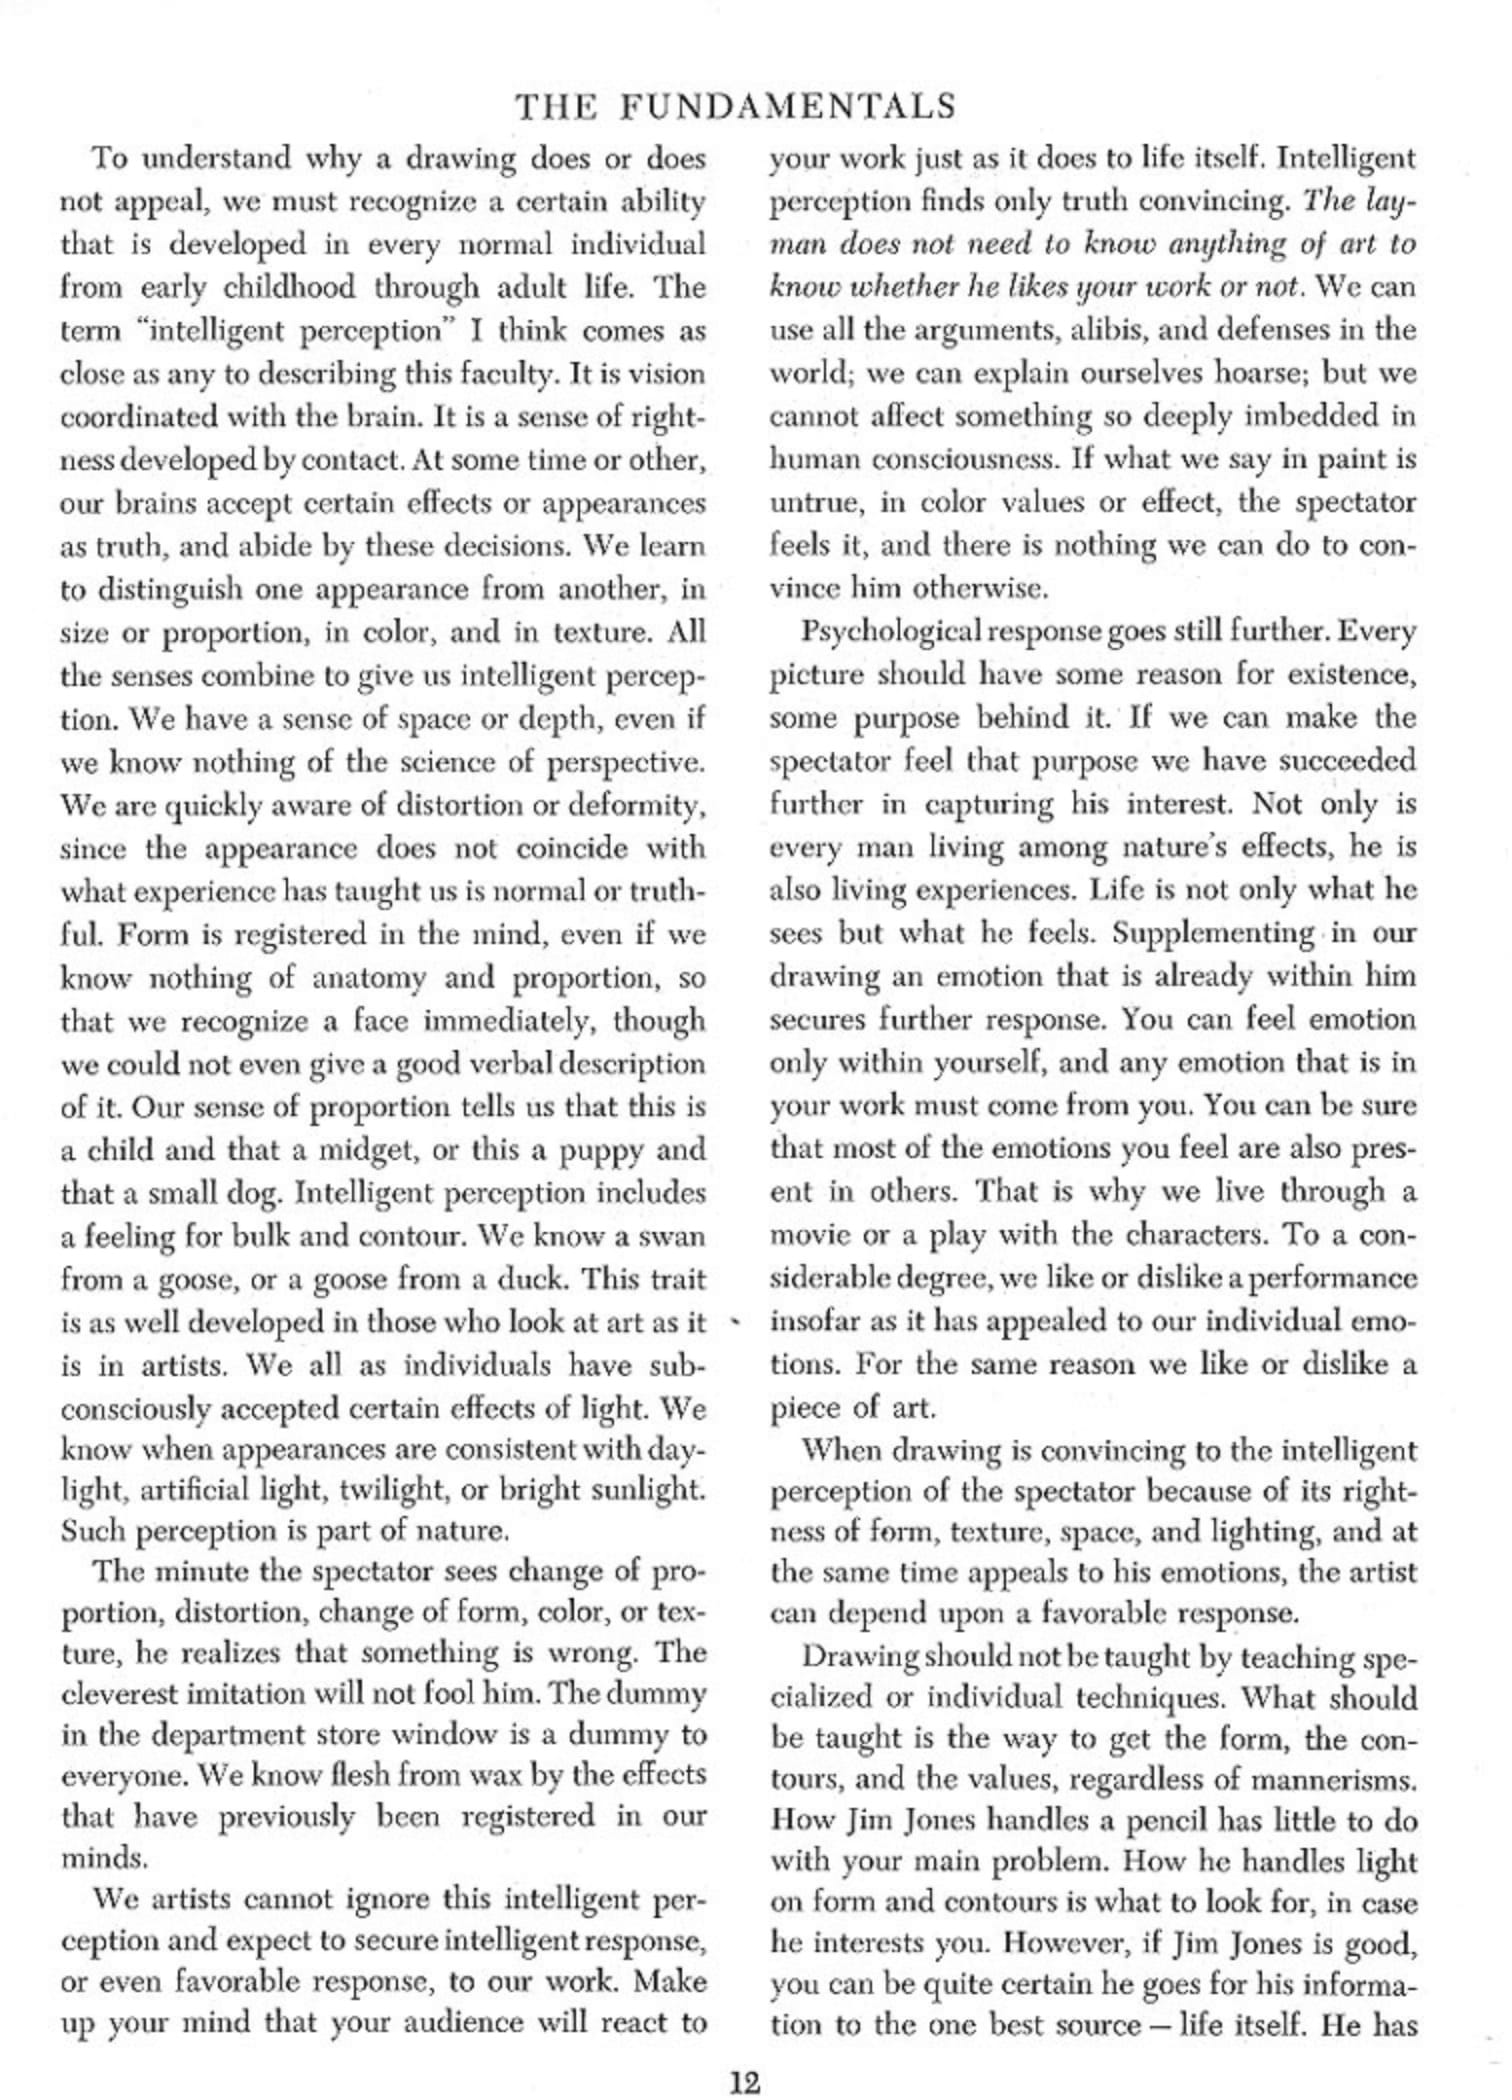 THE FUNDAMENTALS
To understand why a drawing does or does
not appeal, we must recognize a certain ability
that is developed in every normal individual
from early childhood through adult life. The
term “intelligent perception” I think comes as
close as any to describing this faculty. It is vision
coordinated with the brain. It is a sense of right-
ness developed by contact. At some time or other,
our brains accept certain effects or appearances
as truth, and abide by these decisions. We learn
to distinguish one appearance from another, in
size or proportion, in color, and in texture. All
the senses combine to give us intelligent percep-
tion. We have a sense of space or depth, even if
we know nothing of the science of perspective.
We are quickly aware of distortion or deformity,
since the appearance does not coincide with
what experience has taught us is normal or truth-
ful. Form is registered in the mind, even if we
know nothing of anatomy and proportion, so
that we recognize a face immediately, though
we could not even give a good verbal description
of it. Our sense of proportion tells us that this is
a child and that a midget, or this a puppy and
that a small dog. Intelligent perception includes
a feeling for bulk and contour. We know a swan
from a goose, or a goose from a duck. This trait
is as well developed in those who look at art as it
is in artists. We all as individuals have sub-
consciously accepted certain effects of light. We
know when appearances are consistent with day-
light, artificial light, twilight, or bright sunlight.
Such perception is part of nature.
The minute the spectator sees change of pro-
portion, distortion, change of form, color, or tex-
ture, he realizes that something is wrong. The
cleverest imitation will not fool him. The dummy
in the department store window is a dummy to
everyone. We know flesh from wax by the effects
that have previously been registered in our
minds.
We artists cannot ignore this intelligent per-
ception and expect to secure intelligent response,
or even favorable response, to our work. Make
up your mind that your audience will react to
your work just as it does to life itself. Intelligent
perception finds only truth convincing. The lay-
man does not need to know anything of art to
know whether he likes your work or not. We can
use all the arguments, alibis, and defenses in the
world; we can explain ourselves hoarse; but we
cannot affect something so deeply imbedded in
human consciousness. If what we say in paint is
untrue, in color values or effect, the spectator
feels it, and there is nothing we can do to con-
vince him otherwise.
Psychological response goes still further. Every
picture should have some reason for existence,
some purpose behind it. If we can make the
spectator feel that purpose we have succeeded
further in capturing his interest. Not only is
every man living among nature's effects, he is
also living experiences. Life is not only what he
sees but what he feels. Supplementing in our
drawing an emotion that is already within him
secures further response. You can feel emotion
only within yourself, and any emotion that is in
your work must come from you. You can be sure
that most of the emotions you feel are also pres-
ent in others. That is why we live through a
movie or a play with the characters. To a con-
siderable degree, we like or dislike a performance
insofar as it has appealed to our individual emo-
tions. For the same reason we like or dislike a
piece of art.
When drawing is convincing to the intelligent
perception of the spectator because of its right-
ness of form, texture, space, and lighting, and at
the same time appeals to his emotions, the artist
can depend upon a favorable response.
Drawing should not be taught by teaching spe-
cialized or individual techniques. What should
be taught is the way to get the form, the con-
tours, and the values, regardless of mannerisms.
How Jim Jones handles a pencil has little to do
with your main problem. How he handles light
on form and contours is what to look for, in case
he interests you. However, if Jim Jones is good,
you can be quite certain he goes for his informa-
tion to the one best source — life itself. He has
12